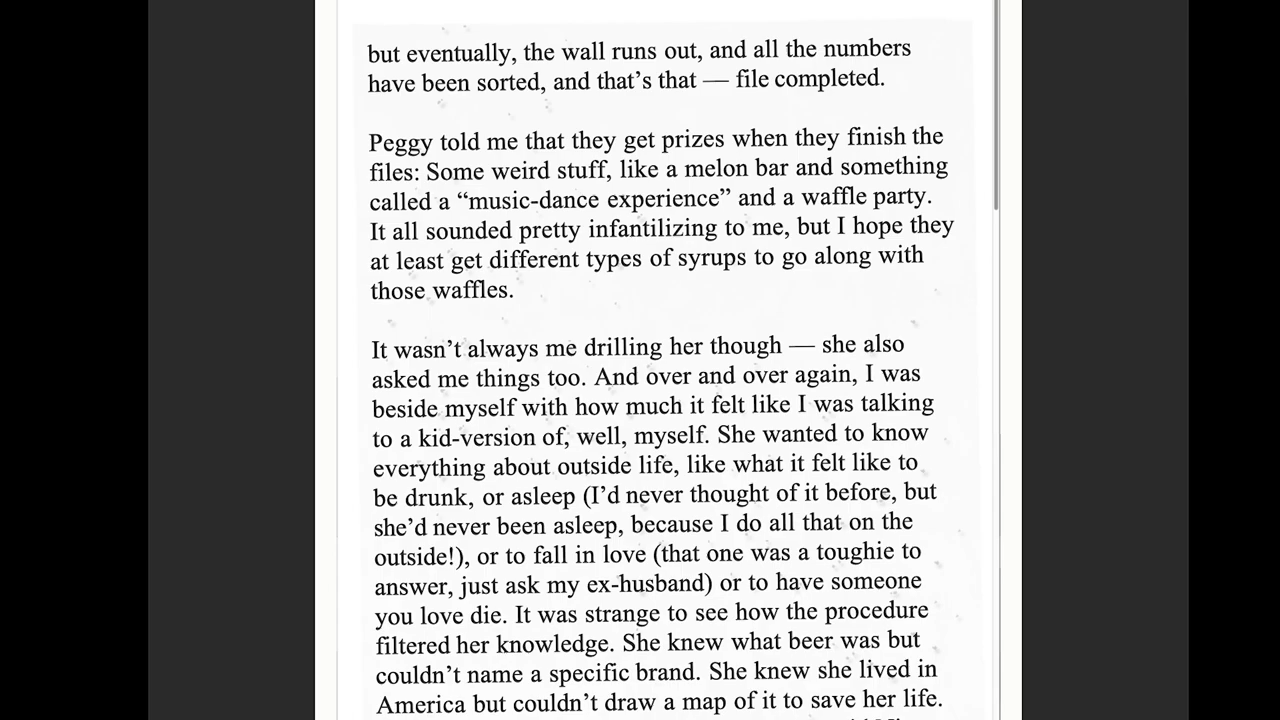 but eventually, the wall runs out, and all the numbers
have been sorted, and that’s that — file completed.
Peggy told me that they get prizes when they finish the
files: Some weird stuff, like a melon bar and something
called a “music-dance experience” and a waffle party.
It all sounded pretty infantilizing to me, but I hope they
at least get different types of syrups to go along with
those waffles.
It wasn’t always me drilling her though — she also
asked me things too. And over and over again, I was
beside myself with how much it felt like I was talking
to a kid-version of, well, myself. She wanted to know
everything about outside life, like what it felt like to
be drunk, or asleep (I’d never thought of it before, but
she’d never been asleep, because I do all that on the
outside!), or to fall in love (that one was a toughie to
answer, just ask my ex-husband) or to have someone
you love die. It was strange to see how the procedure
filtered her knowledge. She knew what beer was but
couldn’t name a specific brand. She knew she lived in
America but couldn’t draw a map of it to save her life.